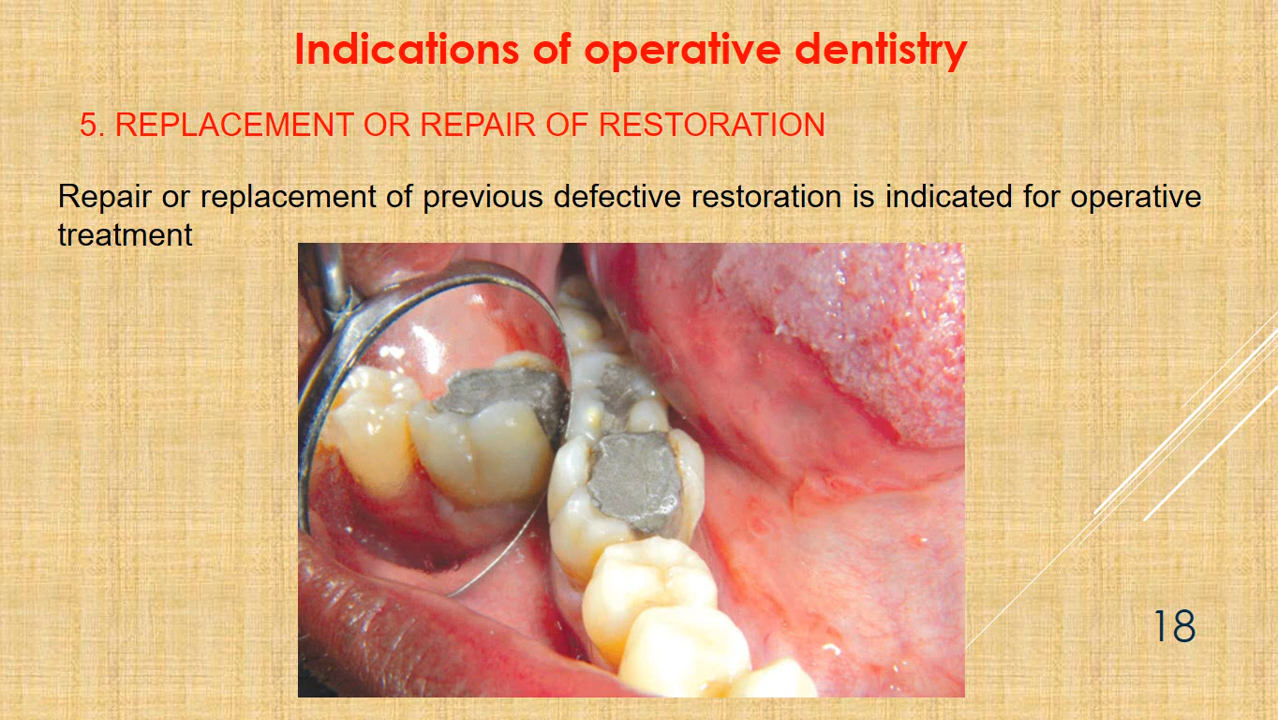 Indications of operative dentistry
5. REPLACEMENT OR REPAIR OF RESTORATION
Repair or replacement of previous defective restoration is indicated for operative
treatment
18